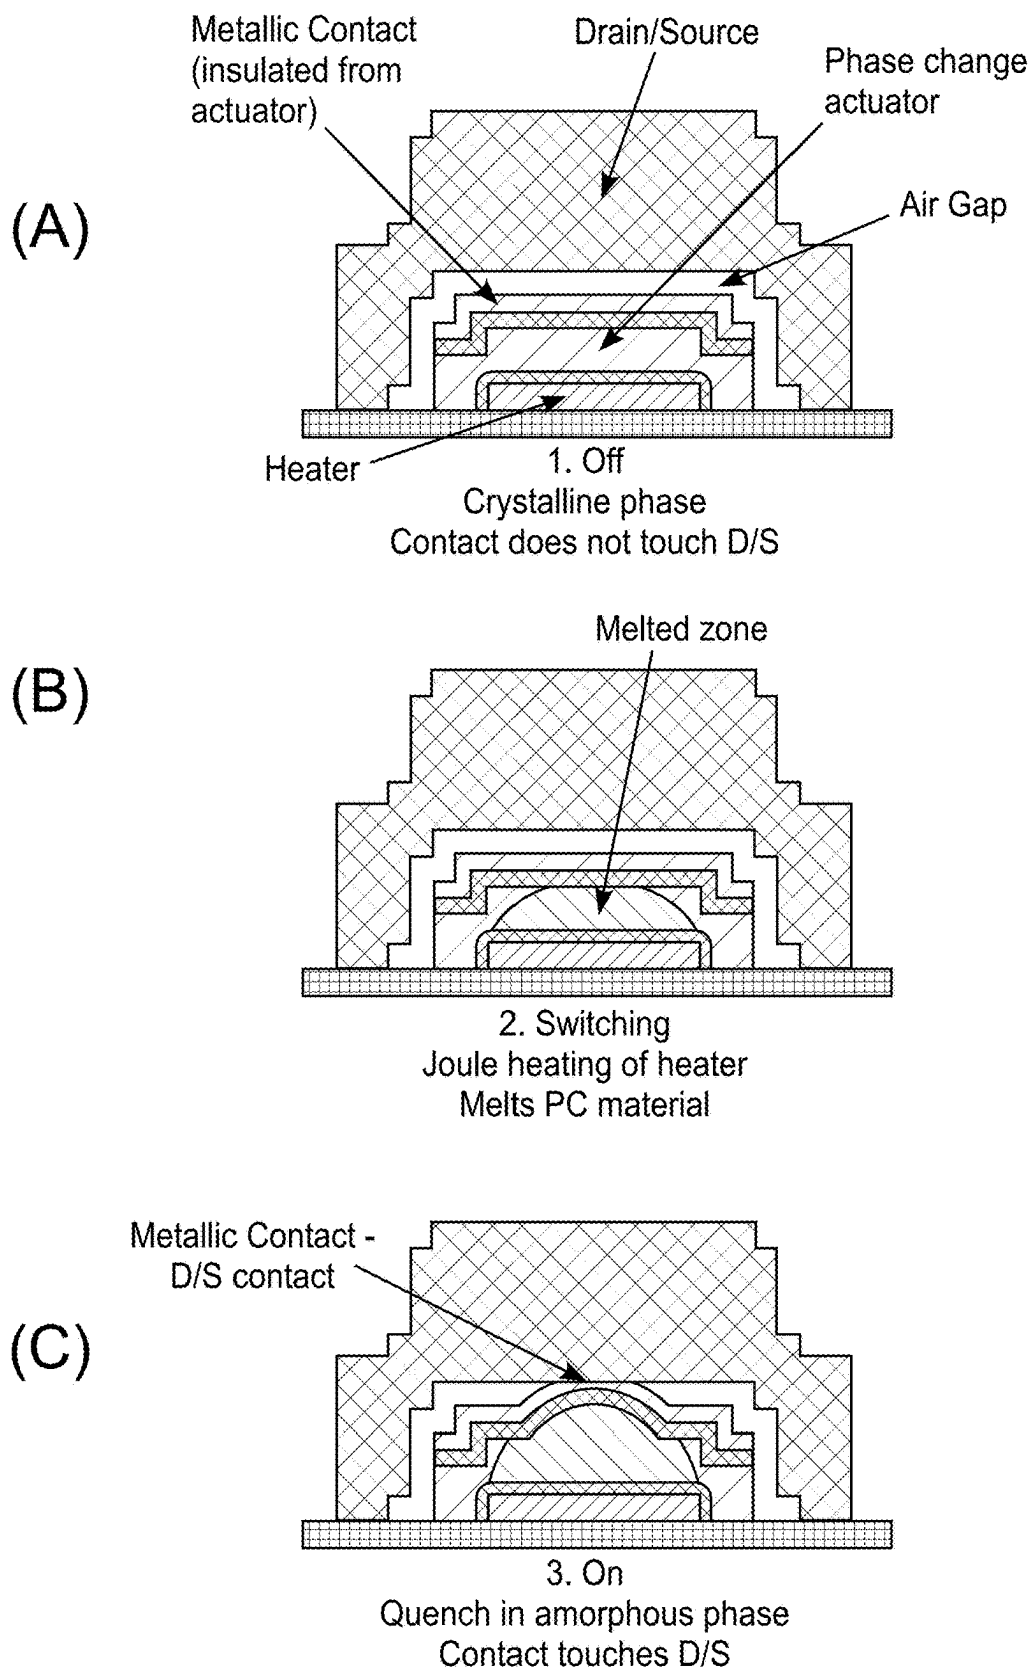 Metallic Contact
(insulated from
actuator)
Drain/Source
Phase change
actuator
(A)
Air Gap
Heater
1. Off
Crystalline phase
Contact does not touch D/S
Melted zone
(B)
2. Switching
Joule heating of heater
Melts PC material
Metallic Contact -
D/S contact
(C)
3. On
Quench in amorphous phase
Contact touches D/S